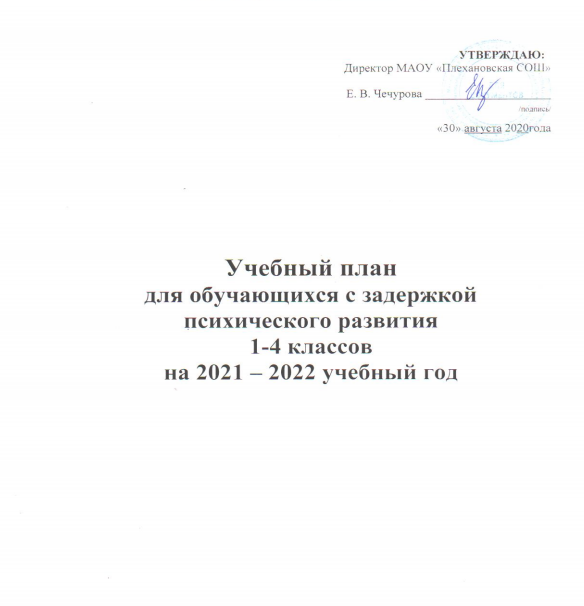 УТВЕРЖДАЮ:
Директор МАОУ «Плехановская СОШ»
Е. В. Чечурова ____________________
/подпись/
«30» августа 2020года
Учебный план
для обучающихся с задержкой
психического развития
1-4 классов
на 2021 – 2022 учебный год